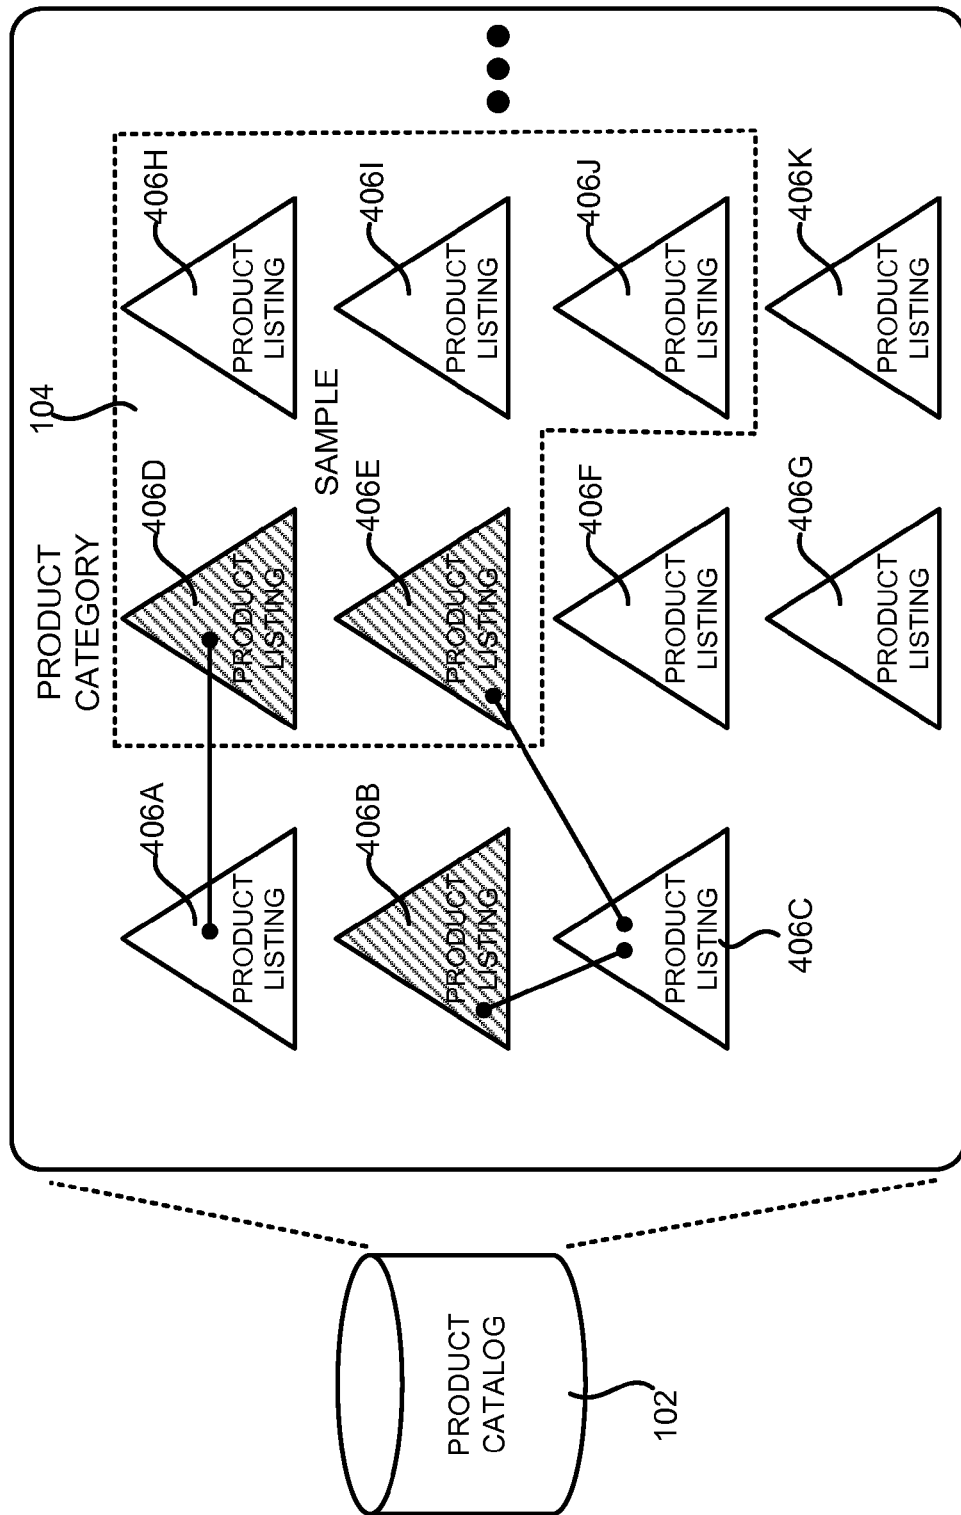 PRODUCT
CATALOG
102
PRODUCT
CATEGORY
104
SAMPLE
406A
PRODUCT
LISTING
406B
PRODUCT
LISTING
406C
PRODUCT
LISTING
406D
PRODUCT
LISTING
406E
PRODUCT
LISTING
406F
PRODUCT
LISTING
406G
PRODUCT
LISTING
406H
PRODUCT
LISTING
406I
PRODUCT
LISTING
406J
PRODUCT
LISTING
406K
PRODUCT
LISTING